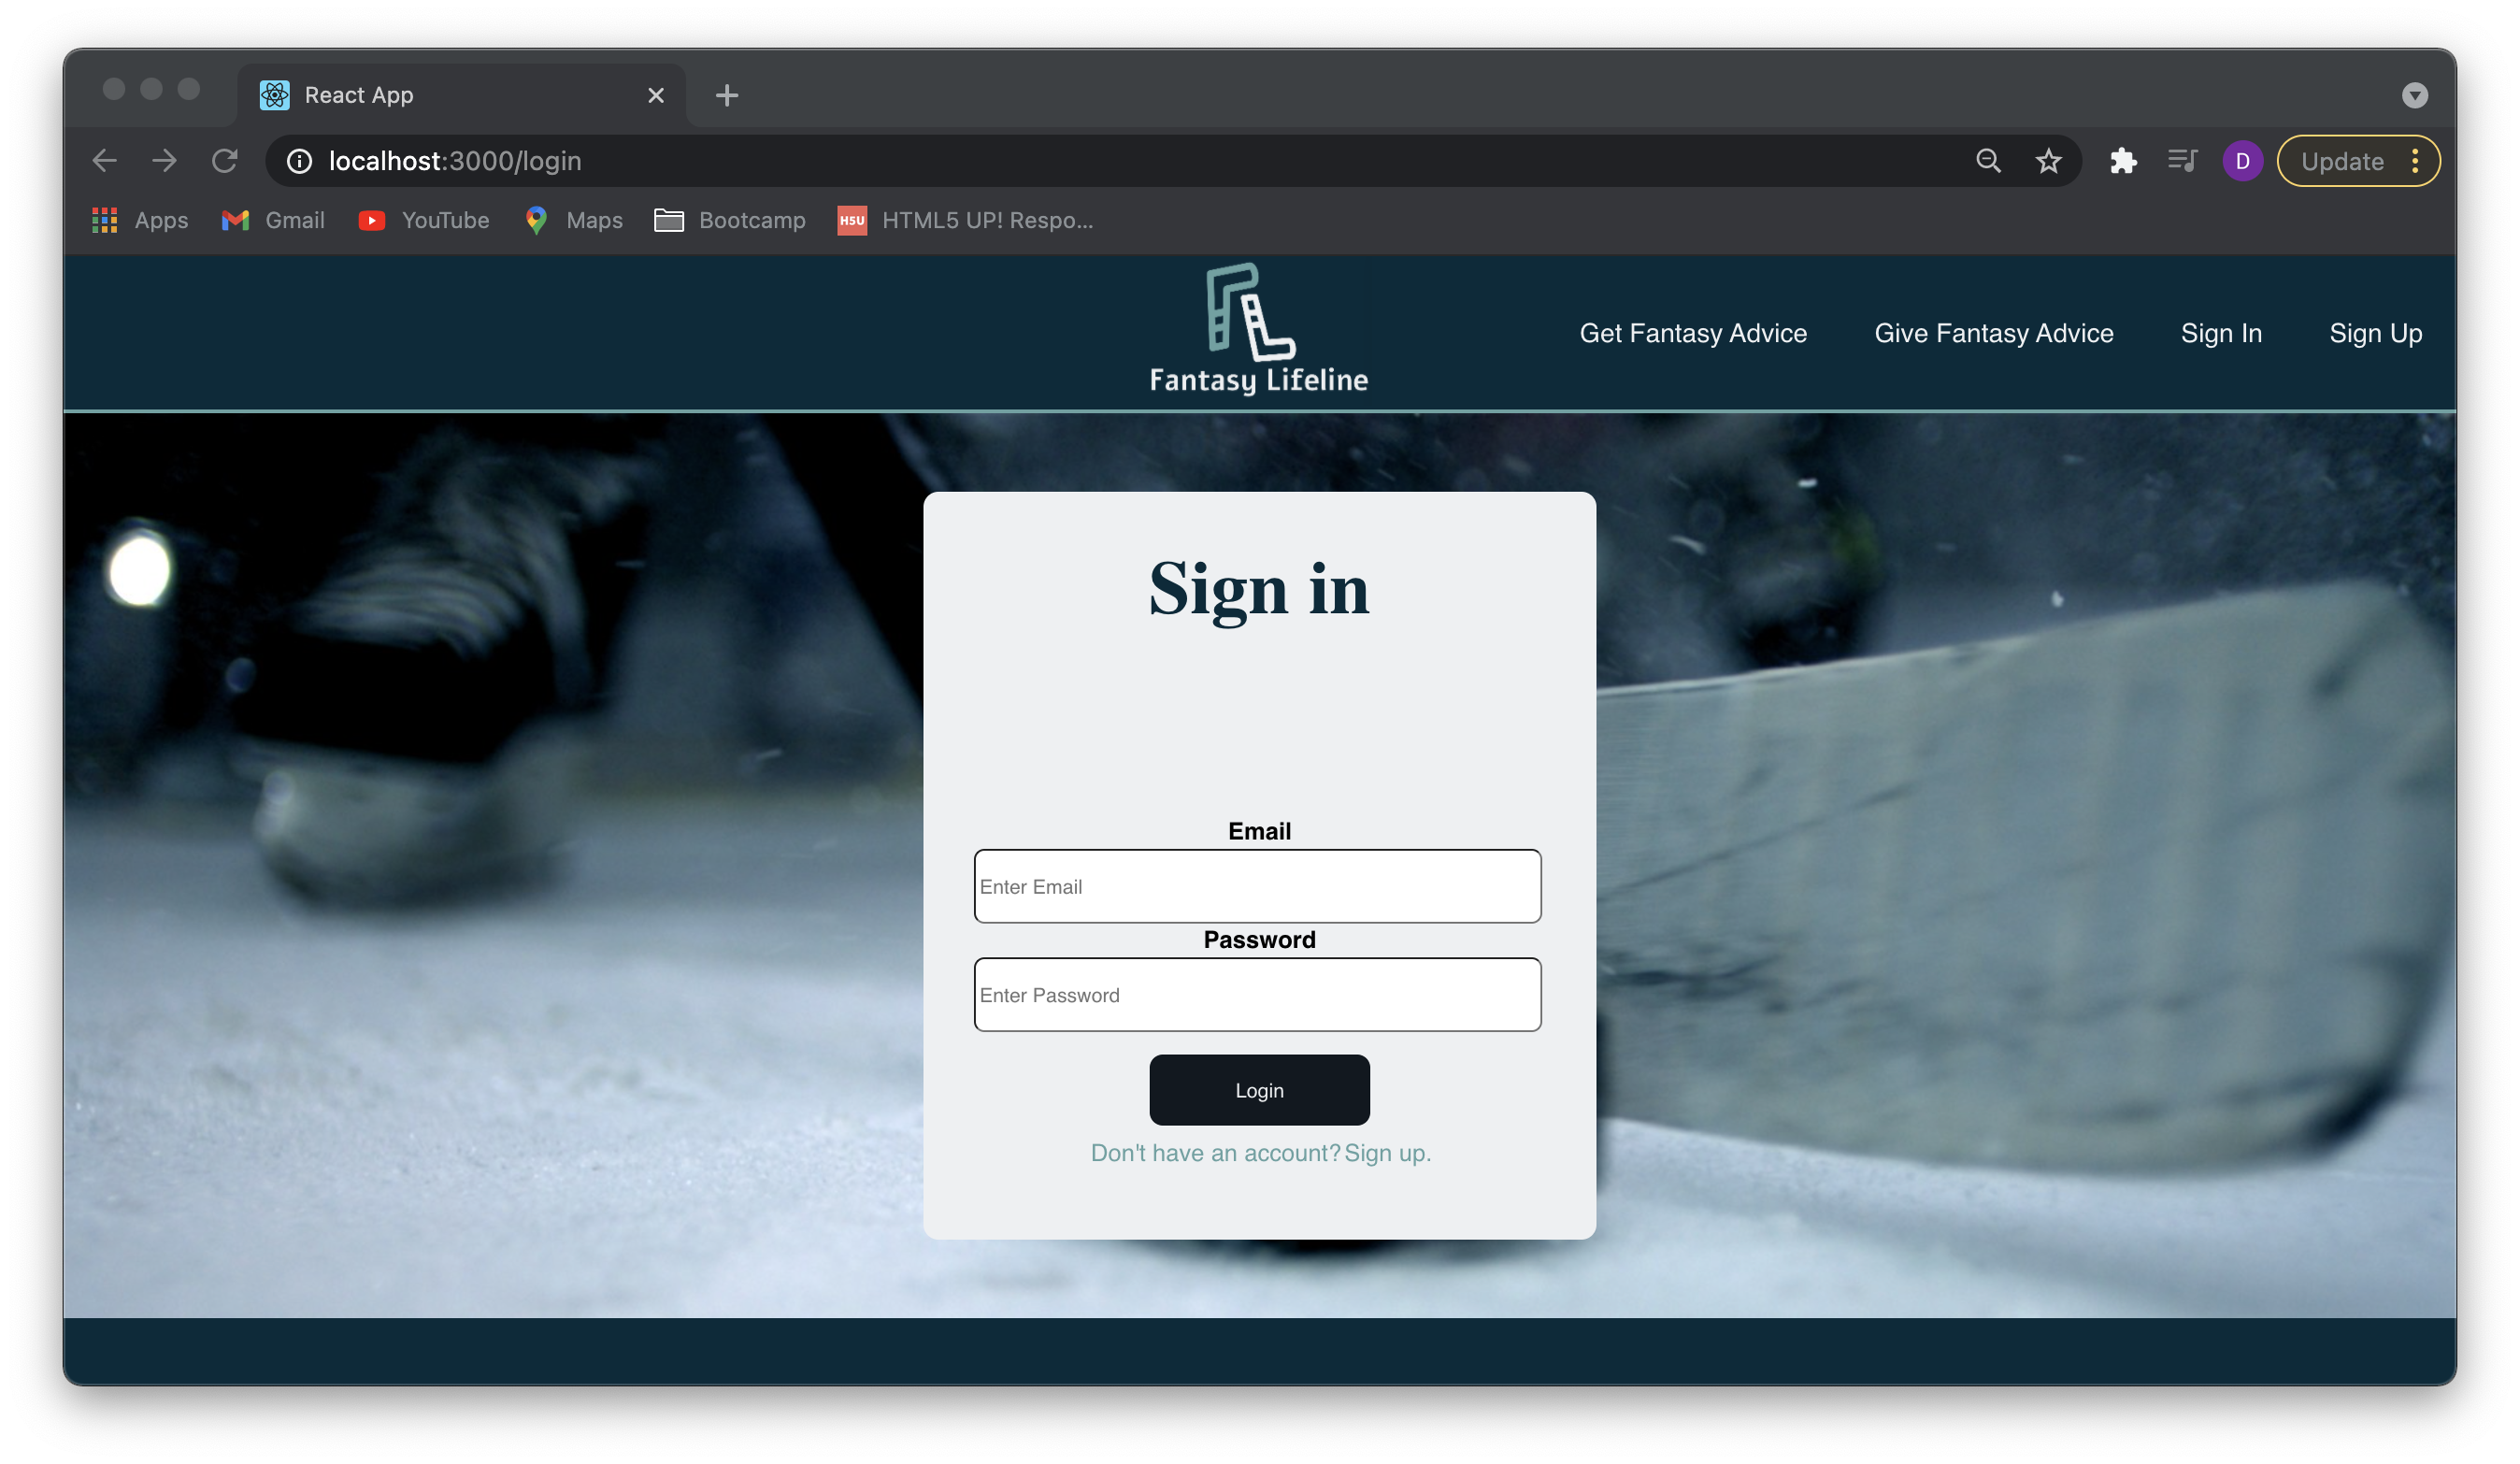 React App
localhost:3000/login
D
Update
Apps
Gmail
YouTube
Maps
Bootcamp
H5U
HTML5 UP! Respo...
FL
Fantasy Lifeline
Get Fantasy Advice
Give Fantasy Advice
Sign In
Sign Up
Sign in
Email
Enter Email
Password
Enter Password
Login
Don't have an account? Sign up.